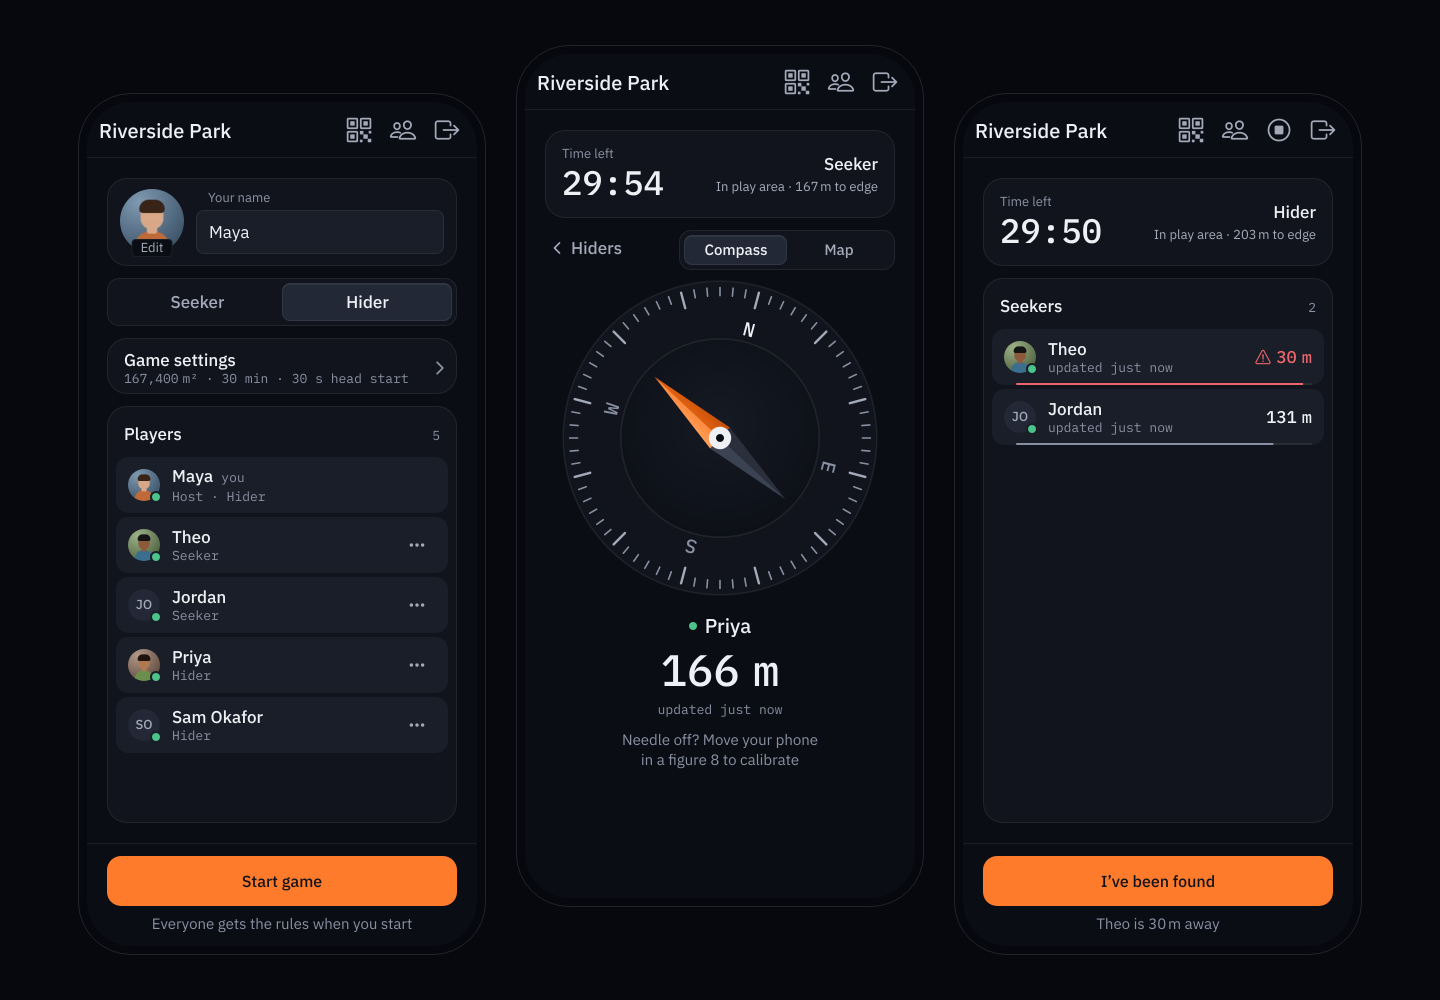 Riverside Park
Your name
Maya
Edit
Seeker
Hider
Game settings
167,400 m² · 30 min · 30 s head start
Players
5
Maya you
Host · Hider
Theo
Seeker
JO
Jordan
Seeker
Priya
Hider
SO
Sam Okafor
Hider
Start game
Everyone gets the rules when you start
Riverside Park
Time left
29:54
Seeker
In play area · 167 m to edge
Hiders
Compass
Map
N
W
E
S
Priya
166 m
updated just now
Needle off? Move your phone
in a figure 8 to calibrate
Riverside Park
Time left
29:50
Hider
In play area · 203 m to edge
Seekers
2
Theo
updated just now
30 m
JO
Jordan
updated just now
131 m
I’ve been found
Theo is 30 m away